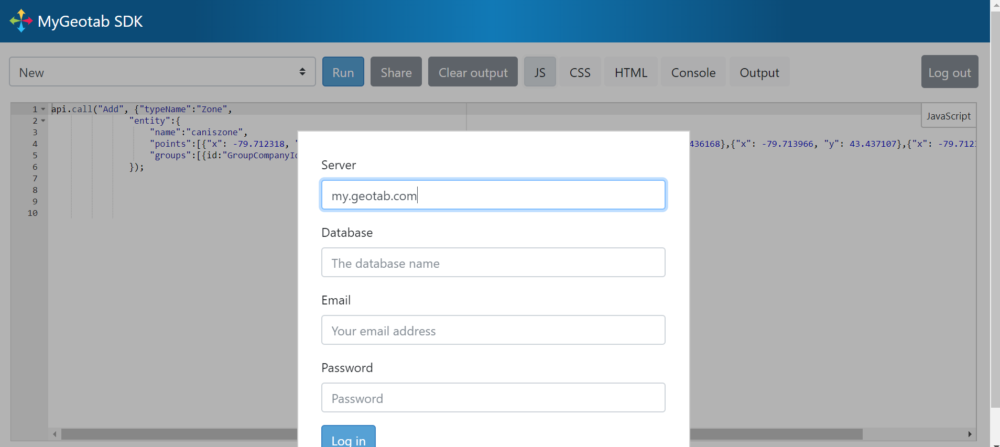 MyGeotab SDK
New
Run
Share
Clear output
JS
CSS
HTML
Console
Output
Log out
1 api.call("Add", {"typeName":"Zone",
JavaScript
2 "entity":{
3 "name":"caniszone",
4 "points":[{"x": -79.712318, 436168},{"x": -79.713966, "y": 43.437107},{"x": -79.712
5 "groups":[{id:"GroupCompanyId
6 });
7
8
9
10
Server
my.geotab.com
Database
The database name
Email
Your email address
Password
Password
Log in